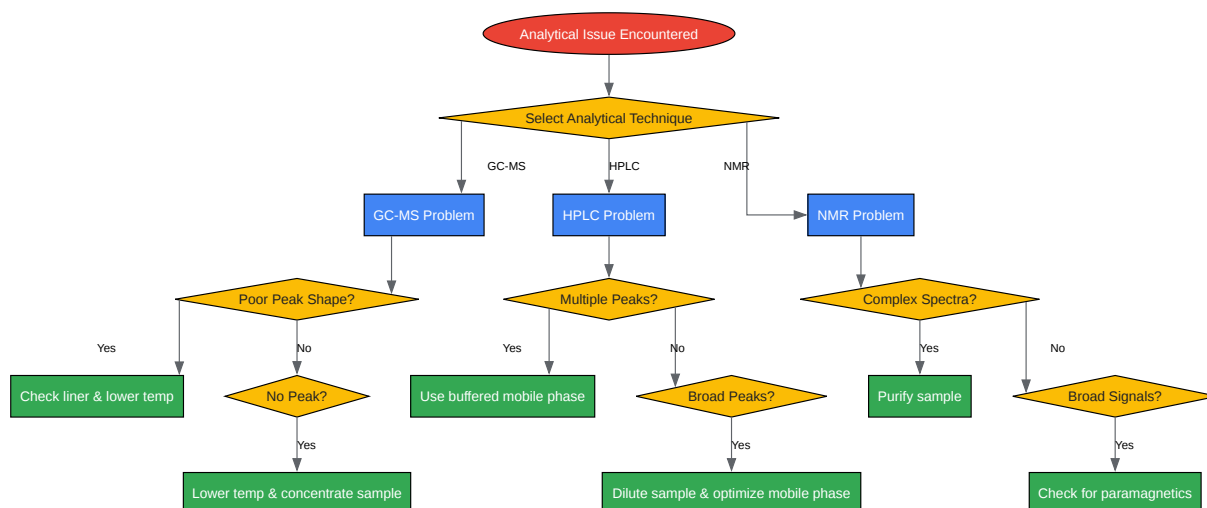 Analytical Issue Encountered
Select Analytical Technique
GC-MS
HPLC
NMR
GC-MS Problem
HPLC Problem
NMR Problem
Poor Peak Shape?
Multiple Peaks?
Complex Spectra?
Yes
No
Yes
No
Yes
No
Check liner & lower temp
No Peak?
Use buffered mobile phase
Broad Peaks?
Purify sample
Broad Signals?
Yes
Yes
Yes
Lower temp & concentrate sample
Dilute sample & optimize mobile phase
Check for paramagnetics